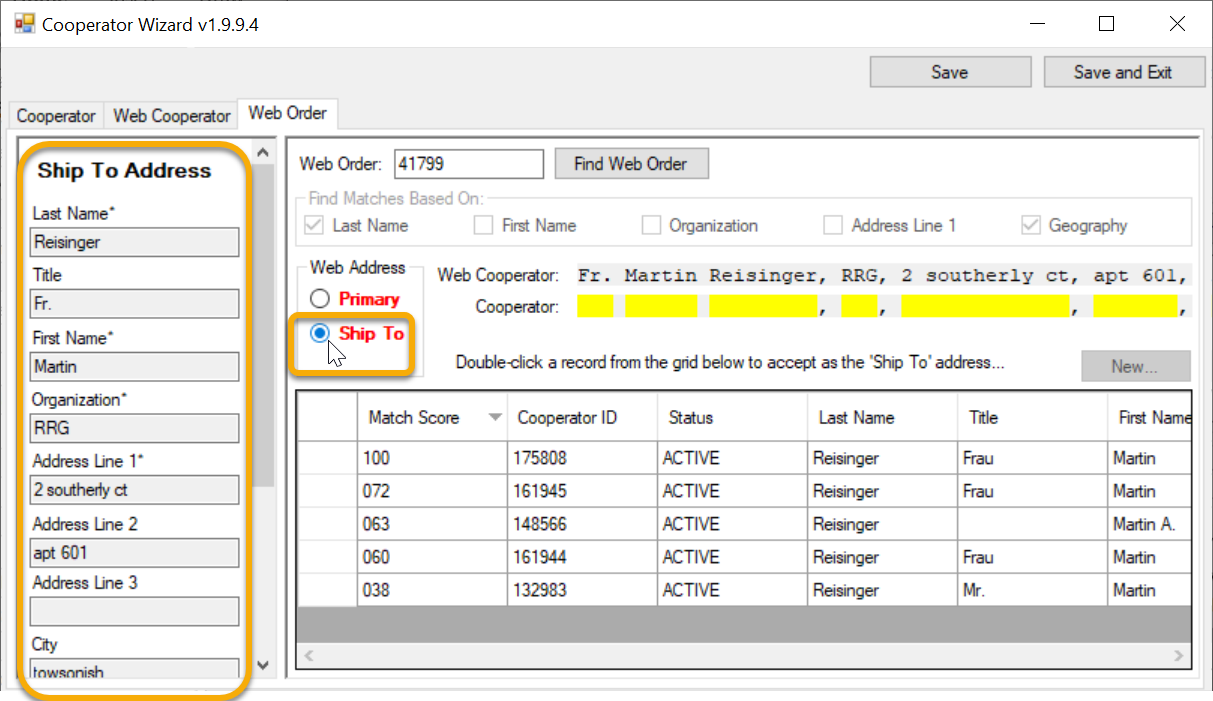 Cooperator Wizard v1.9.9.4
Save
Save and Exit
Cooperator
Web Cooperator
Web Order
Ship To Address
Last Name*
Reisinger
Title
Fr.
First Name*
Martin
Organization*
RRG
Address Line 1*
2 southerly ct
Address Line 2
apt 601
Address Line 3
City
towsonish
Web Order: 41799 Find Web Order
Find Matches Based On:
Last Name First Name Organization Address Line 1 Geography
Web Address
Primary
Ship To
Web Cooperator: Fr. Martin Reisinger, RRG, 2 southerly ct, apt 601,
Cooperator: , , , ,
Double-click a record from the grid below to accept as the 'Ship To' address...
New...
Match Score Cooperator ID Status Last Name Title First Name
100 175808 ACTIVE Reisinger Frau Martin
072 161945 ACTIVE Reisinger Frau Martin
063 148566 ACTIVE Reisinger Martin A.
060 161944 ACTIVE Reisinger Frau Martin
038 132983 ACTIVE Reisinger Mr. Martin